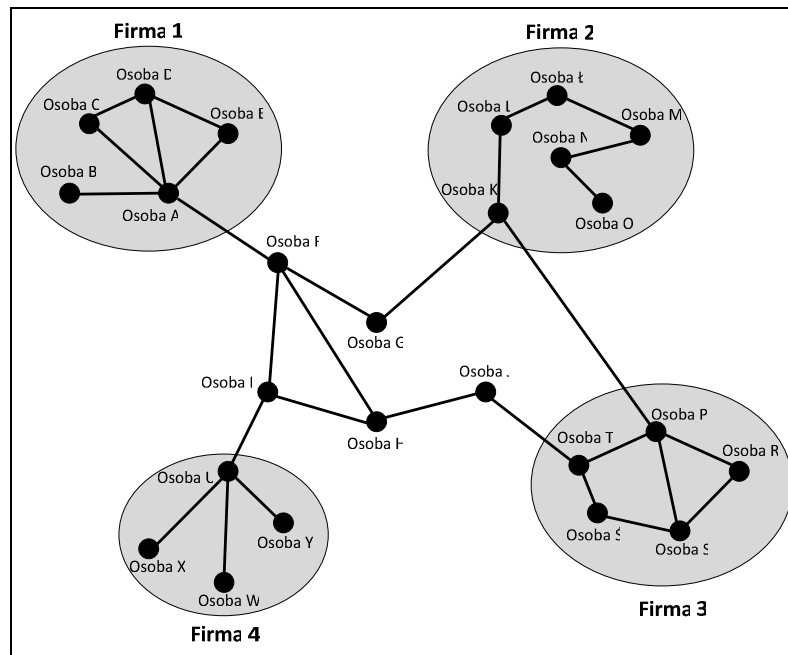 Firma 1
Firma 2
Osoba D
Osoba Ł
Osoba C
Osoba E
Osoba L
Osoba M
Osoba N
Osoba B
Osoba K
Osoba A
Osoba O
Osoba F
Osoba G
Osoba I
Osoba
Osoba H
Osoba P
Osoba T
Osoba R
Osoba U
Osoba Ś
Osoba Y
Osoba S
Osoba X
Osoba W
Firma 3
Firma 4